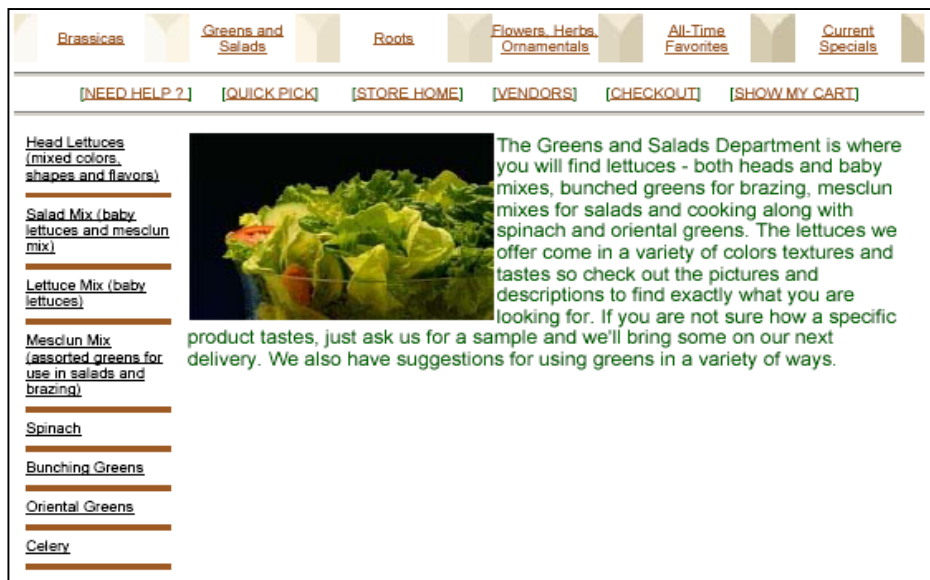 Brassicas
Greens and
Salads
Roots
Flowers, Herbs,
Ornamentals
All-Time
Favorites
Current
Specials
[NEED HELP ? ] [QUICK PICK] [STORE HOME] [VENDORS] [CHECKOUT] [SHOW MY CART]
Head Lettuces
(mixed colors,
shapes and flavors)
Salad Mix (baby
lettuces and mesclun
mix)
Lettuce Mix (baby
lettuces)
Mesclun Mix
(assorted greens for
use in salads and
brazing)
Spinach
Bunching Greens
Oriental Greens
Celery
The Greens and Salads Department is where
you will find lettuces - both heads and baby
mixes, bunched greens for brazing, mesclun
mixes for salads and cooking along with
spinach and oriental greens. The lettuces we
offer come in a variety of colors textures and
tastes so check out the pictures and
descriptions to find exactly what you are
looking for. If you are not sure how a specific
product tastes, just ask us for a sample and we'll bring some on our next
delivery. We also have suggestions for using greens in a variety of ways.